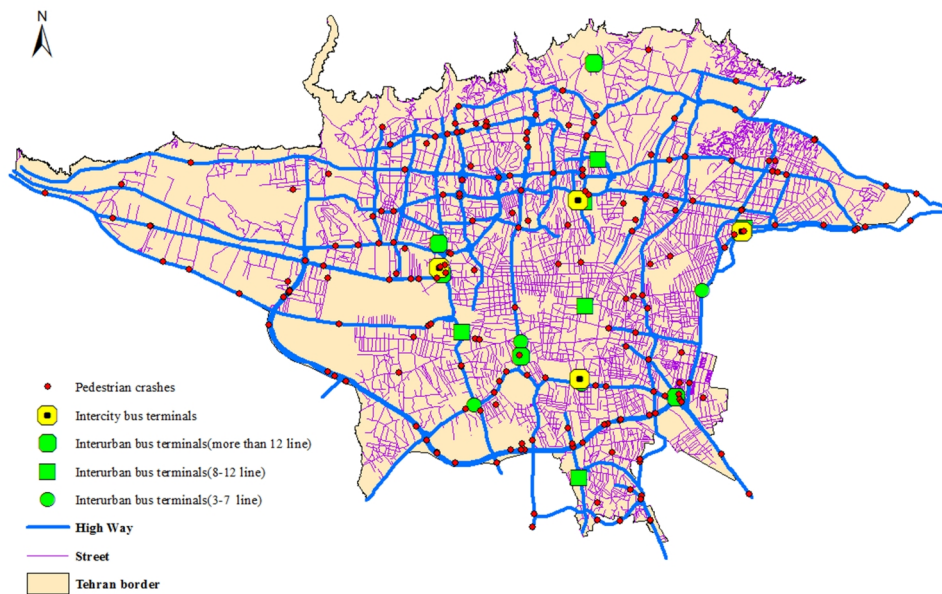 N
Pedestrian crashes
Intercity bus terminals
Interurban bus terminals(more than 12 line)
Interurban bus terminals(8-12 line)
Interurban bus terminals(3-7 line)
High Way
Street
Tehran border